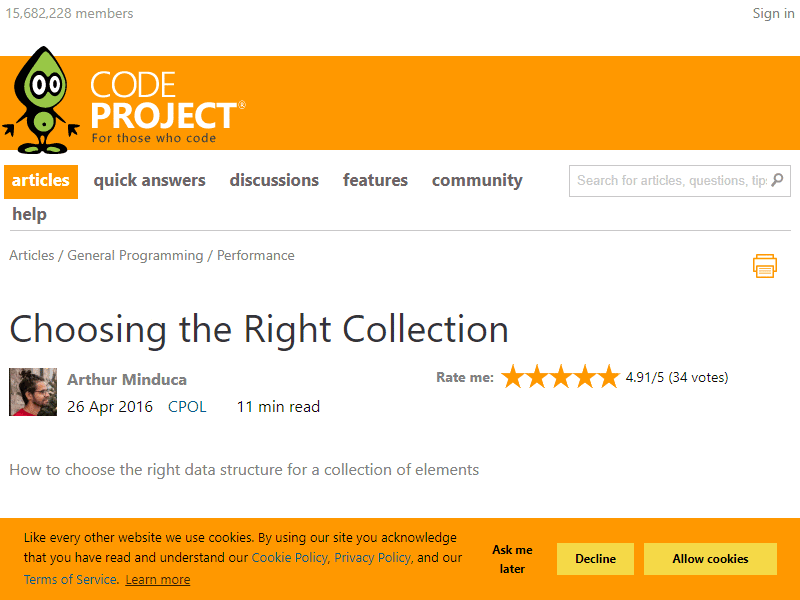 15,682,228 members
Sign in
CODE
PROJECT®
For those who code
articles quick answers discussions features community
Search for articles, questions, tips
help
Articles / General Programming / Performance
Choosing the Right Collection
Arthur Minduca
Rate me: 4.91/5 (34 votes)
26 Apr 2016 CPOL 11 min read
How to choose the right data structure for a collection of elements
Like every other website we use cookies. By using our site you acknowledge
that you have read and understand our Cookie Policy, Privacy Policy, and our
Terms of Service. Learn more
Ask me
later
Decline
Allow cookies